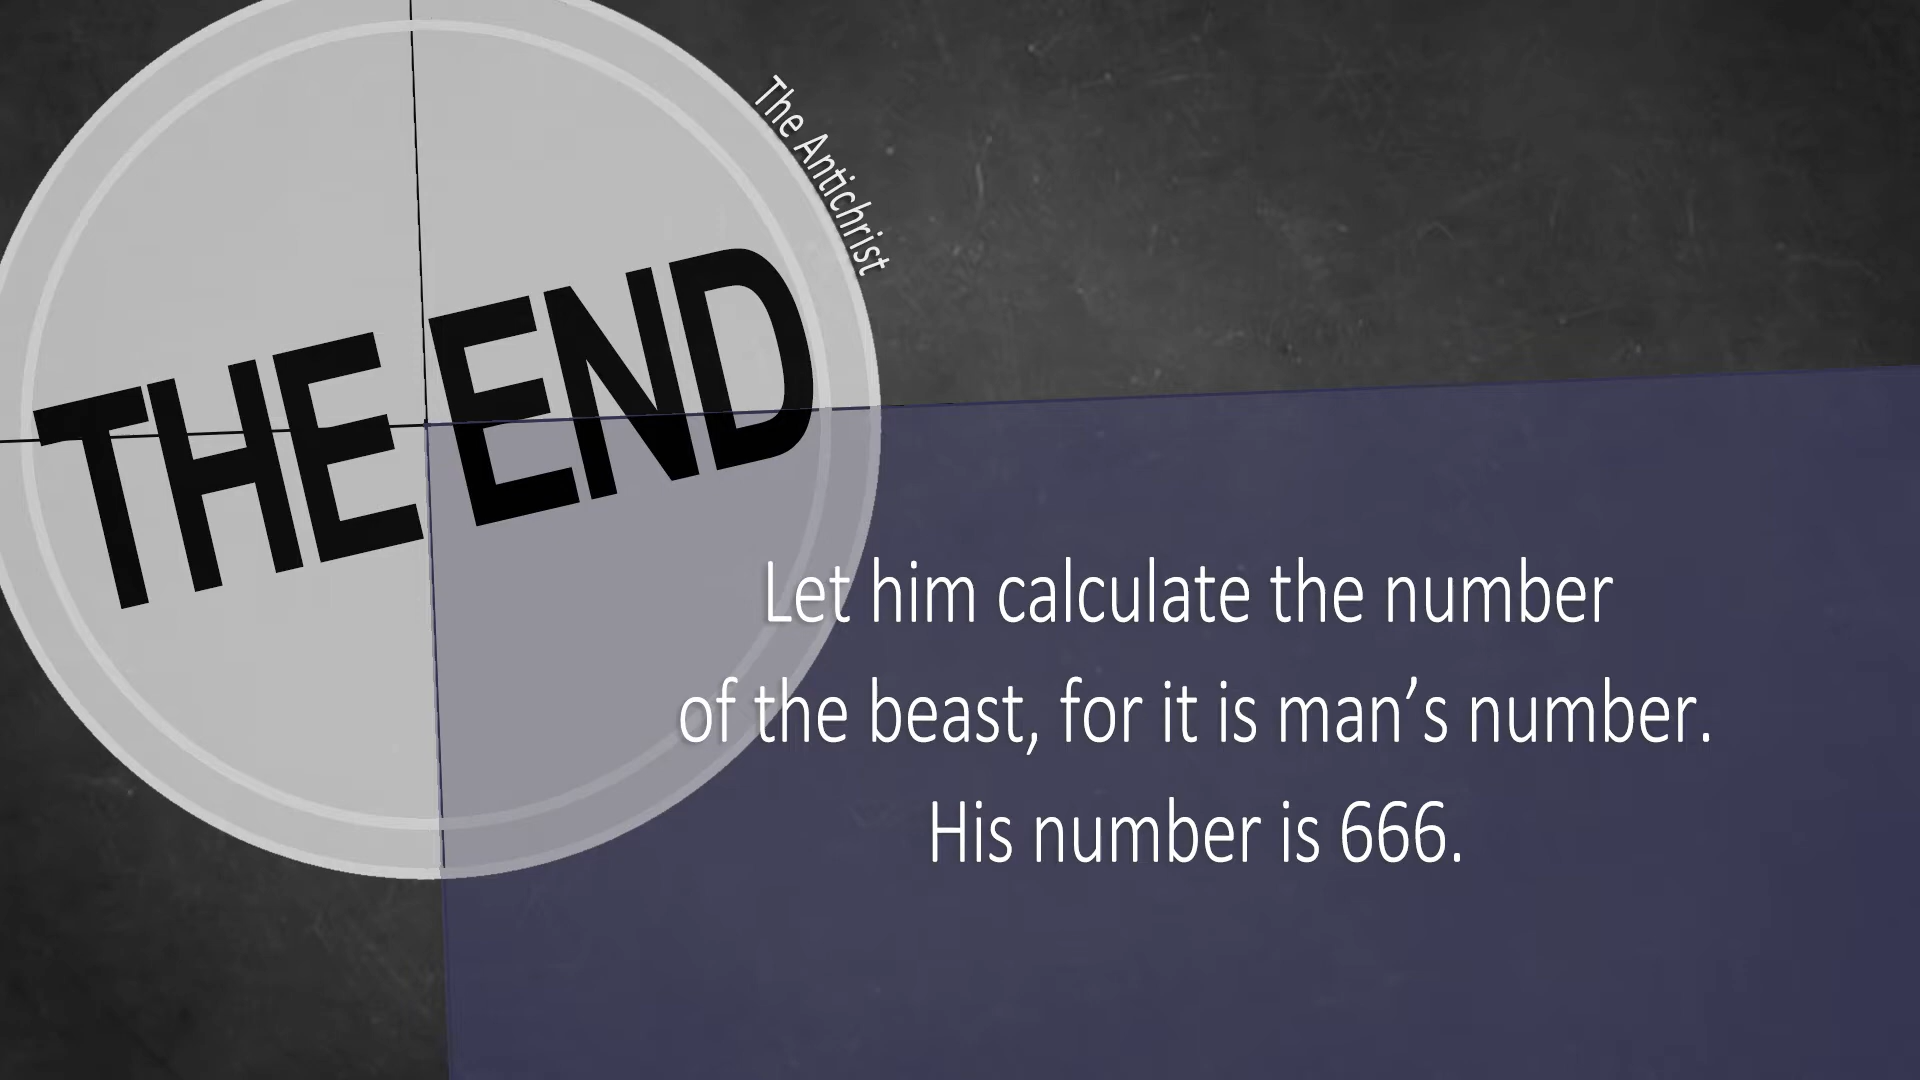 The Antichrist
THE END
Let him calculate the number
of the beast, for it is man’s number.
His number is 666.